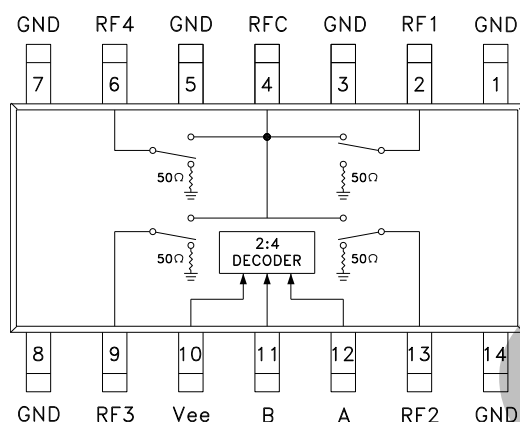 GND RF4 GND RFC GND RF1 GND
7 6 5 4 3 2 1
50Ω 50Ω
2:4
DECODER
50Ω 50Ω
8 9 10 11 12 13 14
GND RF3 Vee B A RF2 GND